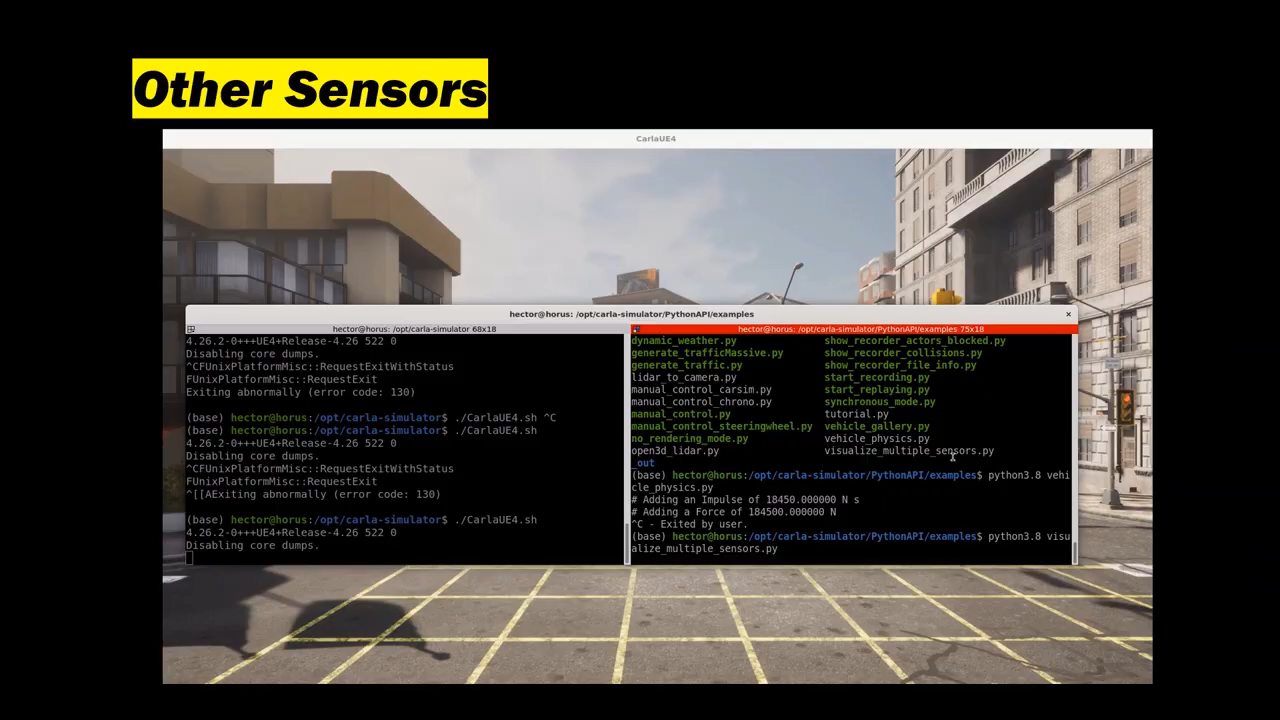 Other Sensors
CarlaUE4
hector@horus: /opt/carla-simulator/PythonAPI/examples
hector@horus: /opt/carla-simulator 68x18
4.26.2-0+++UE4+Release-4.26 522 0
Disabling core dumps.
^CFUnixPlatformMisc::RequestExitWithStatus
FUnixPlatformMisc::RequestExit
Exiting abnormally (error code: 130)
(base) hector@horus:/opt/carla-simulator$ ./CarlaUE4.sh ^C
(base) hector@horus:/opt/carla-simulator$ ./CarlaUE4.sh
4.26.2-0+++UE4+Release-4.26 522 0
Disabling core dumps.
^CFUnixPlatformMisc::RequestExitWithStatus
FUnixPlatformMisc::RequestExit
^[[AExiting abnormally (error code: 130)
(base) hector@horus:/opt/carla-simulator$ ./CarlaUE4.sh
4.26.2-0+++UE4+Release-4.26 522 0
Disabling core dumps.
hector@horus: /opt/carla-simulator/PythonAPI/examples 75x18
dynamic_weather.py show_recorder_actors_blocked.py
generate_trafficMassive.py show_recorder_collisions.py
generate_traffic.py show_recorder_file_info.py
lidar_to_camera.py start_recording.py
manual_control_carsim.py start_replaying.py
manual_control_chrono.py synchronous_mode.py
manual_control.py tutorial.py
manual_control_steeringwheel.py vehicle_gallery.py
no_rendering_mode.py vehicle_physics.py
open3d_lidar.py visualize_multiple_sensors.py
_out
(base) hector@horus:/opt/carla-simulator/PythonAPI/examples$ python3.8 vehi
cle_physics.py
# Adding an Impulse of 18450.000000 N s
# Adding a Force of 184500.000000 N
^C - Exited by user.
(base) hector@horus:/opt/carla-simulator/PythonAPI/examples$ python3.8 visu
alize_multiple_sensors.py